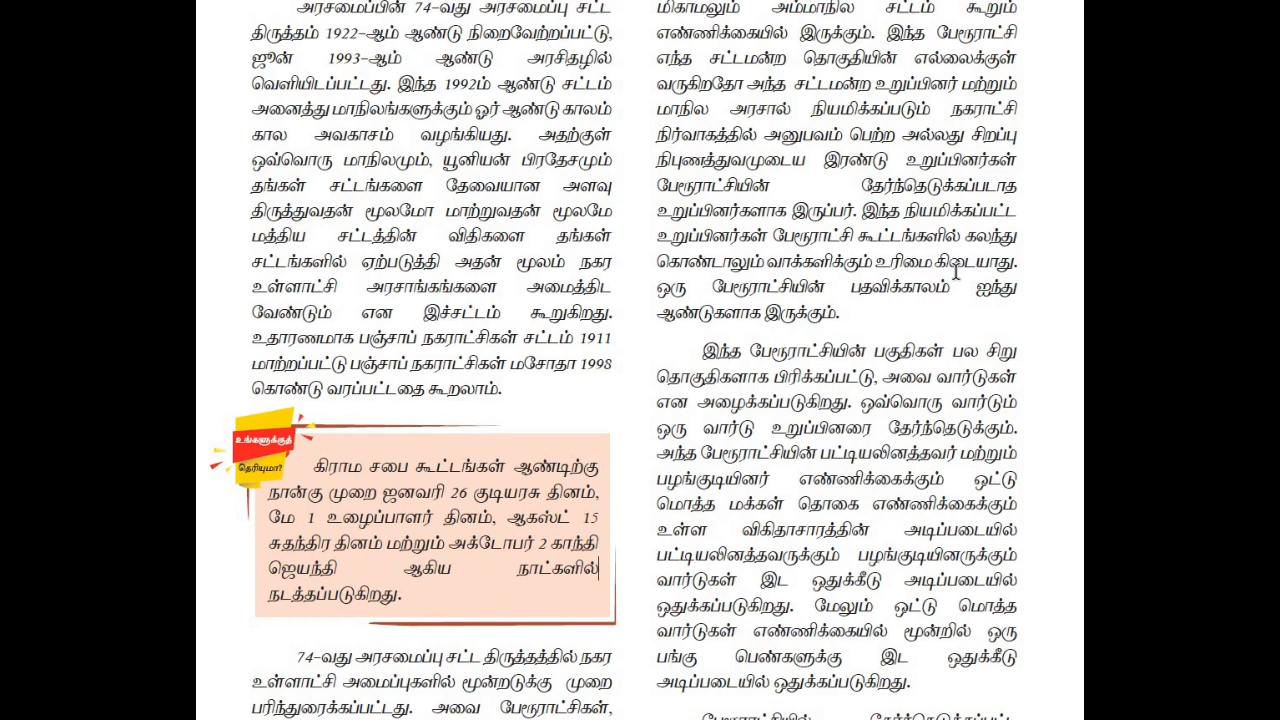 அரசமைப்பின் 74-வது அரசமைப்பு சட்ட
திருத்தம் 1922-ஆம் ஆண்டு நிறைவேற்றப்பட்டு,
ஜூன் 1993-ஆம் ஆண்டு அரசிதழில்
வெளியிடப்பட்டது. இந்த 1992ம் ஆண்டு சட்டம்
அனைத்து மாநிலங்களுக்கும் ஓர் ஆண்டு காலம்
கால அவகாசம் வழங்கியது. அதற்குள்
ஒவ்வொரு மாநிலமும், யூனியன் பிரதேசமும்
தங்கள் சட்டங்களை தேவையான அளவு
திருத்துவதன் மூலமோ மாற்றுவதன் மூலமே
மத்திய சட்டத்தின் விதிகளை தங்கள்
சட்டங்களில் ஏற்படுத்தி அதன் மூலம் நகர
உள்ளாட்சி அரசாங்கங்களை அமைத்திட
வேண்டும் என இச்சட்டம் கூறுகிறது.
உதாரணமாக பஞ்சாப் நகராட்சிகள் சட்டம் 1911
மாற்றப்பட்டு பஞ்சாப் நகராட்சிகள் மசோதா 1998
கொண்டு வரப்பட்டதை கூறலாம்.
உங்களுக்குத்
தெரியுமா?
கிராம சபை கூட்டங்கள் ஆண்டிற்கு
நான்கு முறை ஜனவரி 26 குடியரசு தினம்,
மே 1 உழைப்பாளர் தினம், ஆகஸ்ட் 15
சுதந்திர தினம் மற்றும் அக்டோபர் 2 காந்தி
ஜெயந்தி ஆகிய நாட்களில்
நடத்தப்படுகிறது.
74-வது அரசமைப்பு சட்ட திருத்தத்தில் நகர
உள்ளாட்சி அமைப்புகளில் மூன்றடுக்கு முறை
பரிந்துரைக்கப்பட்டது. அவை பேரூராட்சிகள்,
மிகாமலும் அம்மாநில சட்டம் கூறும்
எண்ணிக்கையில் இருக்கும். இந்த பேரூராட்சி
எந்த சட்டமன்ற தொகுதியின் எல்லைக்குள்
வருகிறதோ அந்த சட்டமன்ற உறுப்பினர் மற்றும்
மாநில அரசால் நியமிக்கப்படும் நகராட்சி
நிர்வாகத்தில் அனுபவம் பெற்ற அல்லது சிறப்பு
நிபுணத்துவமுடைய இரண்டு உறுப்பினர்கள்
பேரூராட்சியின் தேர்ந்தெடுக்கப்படாத
உறுப்பினர்களாக இருப்பர். இந்த நியமிக்கப்பட்ட
உறுப்பினர்கள் பேரூராட்சி கூட்டங்களில் கலந்து
கொண்டாலும் வாக்களிக்கும் உரிமை கிடையாது.
ஒரு பேரூராட்சியின் பதவிக்காலம் ஐந்து
ஆண்டுகளாக இருக்கும்.
இந்த பேரூராட்சியின் பகுதிகள் பல சிறு
தொகுதிகளாக பிரிக்கப்பட்டு, அவை வார்டுகள்
என அழைக்கப்படுகிறது. ஒவ்வொரு வார்டும்
ஒரு வார்டு உறுப்பினரை தேர்ந்தெடுக்கும்.
அந்த பேரூராட்சியின் பட்டியலினத்தவர் மற்றும்
பழங்குடியினர் எண்ணிக்கைக்கும் ஒட்டு
மொத்த மக்கள் தொகை எண்ணிக்கைக்கும்
உள்ள விகிதாசாரத்தின் அடிப்படையில்
பட்டியலினத்தவருக்கும் பழங்குடியினருக்கும்
வார்டுகள் இட ஒதுக்கீடு அடிப்படையில்
ஒதுக்கப்படுகிறது. மேலும் ஒட்டு மொத்த
வார்டுகள் எண்ணிக்கையில் மூன்றில் ஒரு
பங்கு பெண்களுக்கு இட ஒதுக்கீடு
அடிப்படையில் ஒதுக்கப்படுகிறது.